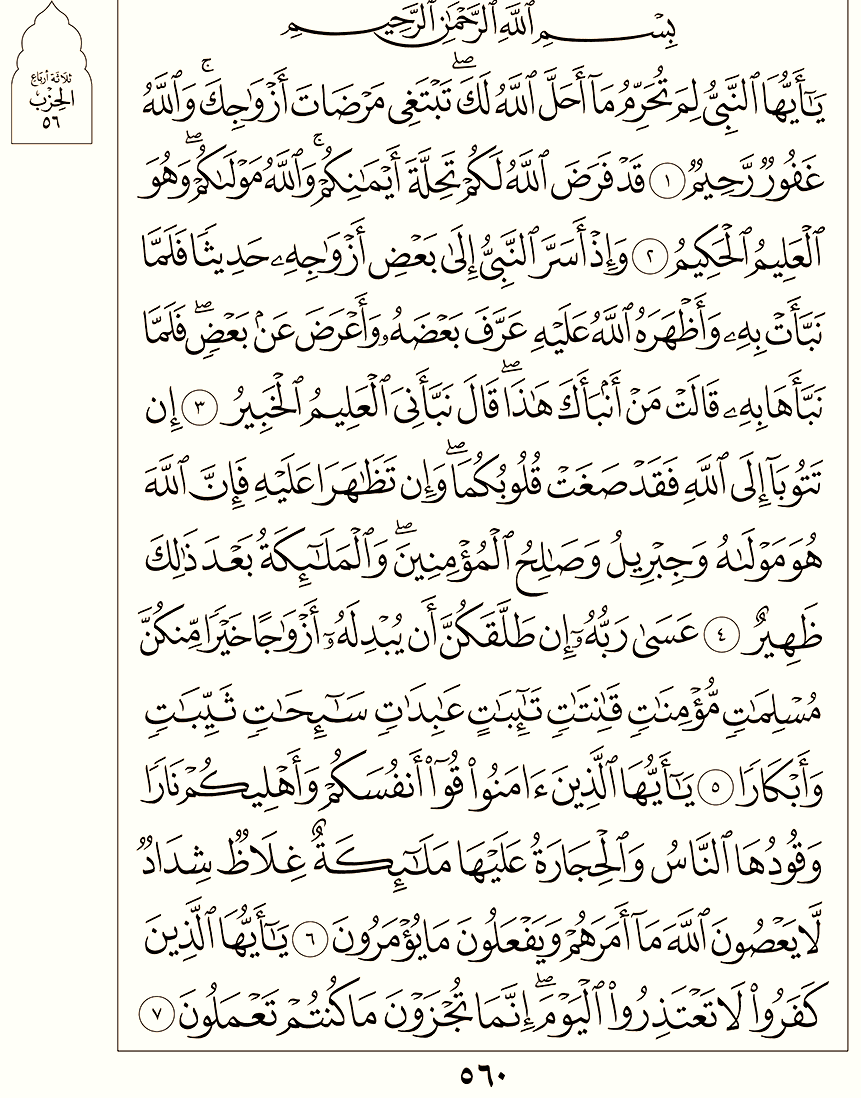 بِسْمِ ٱللَّهِ ٱلرَّحْمَٰنِ ٱلرَّحِيمِ
ثلاثة أرباع
الحزب
٥٦
يَـٰٓأَيُّهَا ٱلنَّبِىُّ لِمَ تُحَرِّمُ مَآ أَحَلَّ ٱللَّهُ لَكَ ۖ تَبْتَغِى مَرْضَاتَ أَزْوَٰجِكَ ۚ وَٱللَّهُ
غَفُورٌ رَّحِيمٌ ١ قَدْ فَرَضَ ٱللَّهُ لَكُمْ تَحِلَّةَ أَيْمَـٰنِكُمْ ۚ وَٱللَّهُ مَوْلَىٰكُمْ ۖ وَهُوَ
ٱلْعَلِيمُ ٱلْحَكِيمُ ٢ وَإِذْ أَسَرَّ ٱلنَّبِىُّ إِلَىٰ بَعْضِ أَزْوَٰجِهِۦ حَدِيثًا فَلَمَّا
نَبَّأَتْ بِهِۦ وَأَظْهَرَهُ ٱللَّهُ عَلَيْهِ عَرَّفَ بَعْضَهُۥ وَأَعْرَضَ عَنۢ بَعْضٍ ۖ فَلَمَّا
نَبَّأَهَا بِهِۦ قَالَتْ مَنْ أَنۢبَأَكَ هَـٰذَا ۖ قَالَ نَبَّأَنِىَ ٱلْعَلِيمُ ٱلْخَبِيرُ ٣ إِن
تَتُوبَآ إِلَى ٱللَّهِ فَقَدْ صَغَتْ قُلُوبُكُمَا ۖ وَإِن تَظَـٰهَرَا عَلَيْهِ فَإِنَّ ٱللَّهَ
هُوَ مَوْلَىٰهُ وَجِبْرِيلُ وَصَـٰلِحُ ٱلْمُؤْمِنِينَ ۖ وَٱلْمَلَـٰٓئِكَةُ بَعْدَ ذَٰلِكَ
ظَهِيرٌ ٤ عَسَىٰ رَبُّهُۥٓ إِن طَلَّقَكُنَّ أَن يُبْدِلَهُۥٓ أَزْوَٰجًا خَيْرًا مِّنكُنَّ
مُسْلِمَـٰتٍ مُّؤْمِنَـٰتٍ قَـٰنِتَـٰتٍ تَـٰٓئِبَـٰتٍ عَـٰبِدَٰتٍ سَـٰٓئِحَـٰتٍ ثَيِّبَـٰتٍ
وَأَبْكَارًا ٥ يَـٰٓأَيُّهَا ٱلَّذِينَ ءَامَنُوا۟ قُوٓا۟ أَنفُسَكُمْ وَأَهْلِيكُمْ نَارًا
وَقُودُهَا ٱلنَّاسُ وَٱلْحِجَارَةُ عَلَيْهَا مَلَـٰٓئِكَةٌ غِلَاظٌ شِدَادٌ
لَّا يَعْصُونَ ٱللَّهَ مَآ أَمَرَهُمْ وَيَفْعَلُونَ مَا يُؤْمَرُونَ ٦ يَـٰٓأَيُّهَا ٱلَّذِينَ
كَفَرُوا۟ لَا تَعْتَذِرُوا۟ ٱلْيَوْمَ ۖ إِنَّمَا تُجْزَوْنَ مَا كُنتُمْ تَعْمَلُونَ ٧
٥٦٠